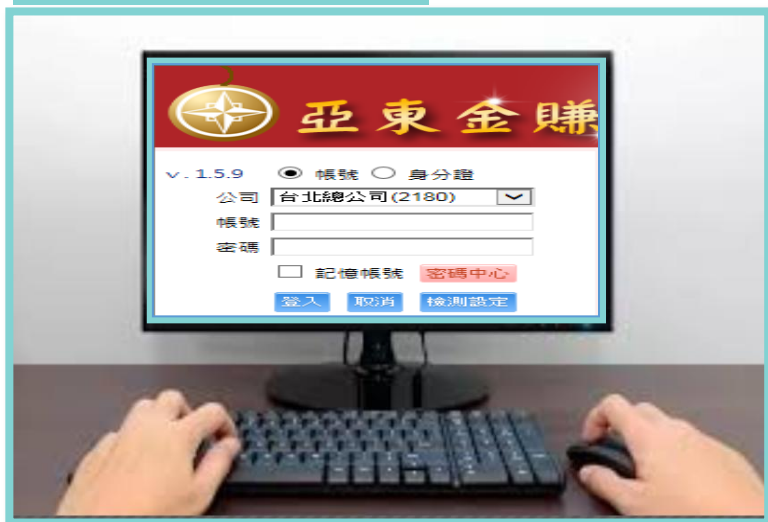 亞東金賺
v. 1.5.9 帳號 身分證
公司 台北總公司(2180)
帳號
密碼
記憶帳號 密碼中心
登入 取消 檢測設定